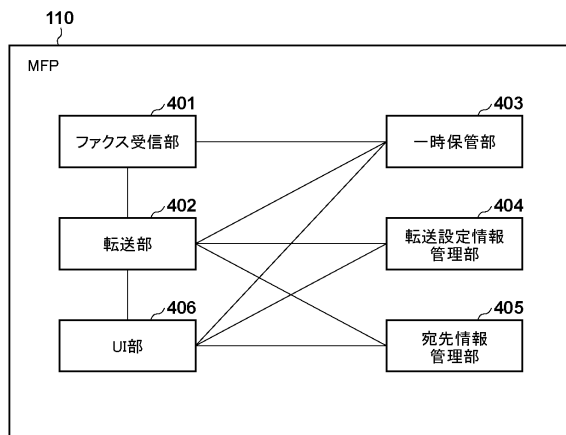 110
MFP
401
ファクス受信部
403
一時保管部
402
転送部
404
転送設定情報
管理部
406
UI部
405
宛先情報
管理部